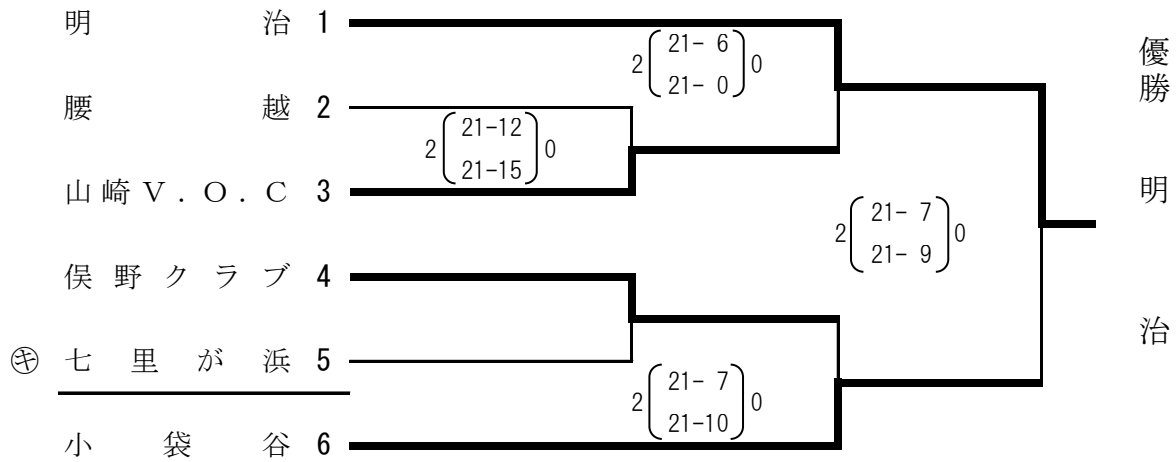 明治 1
21- 6
2 0
21- 0
腰越 2
21-12
2 0
21-15
山崎V.O.C 3
21- 7
2 0
21- 9
俣野クラブ 4
㋖ 七里が浜 5
21- 7
2 0
21-10
小袋谷 6
優勝 明治